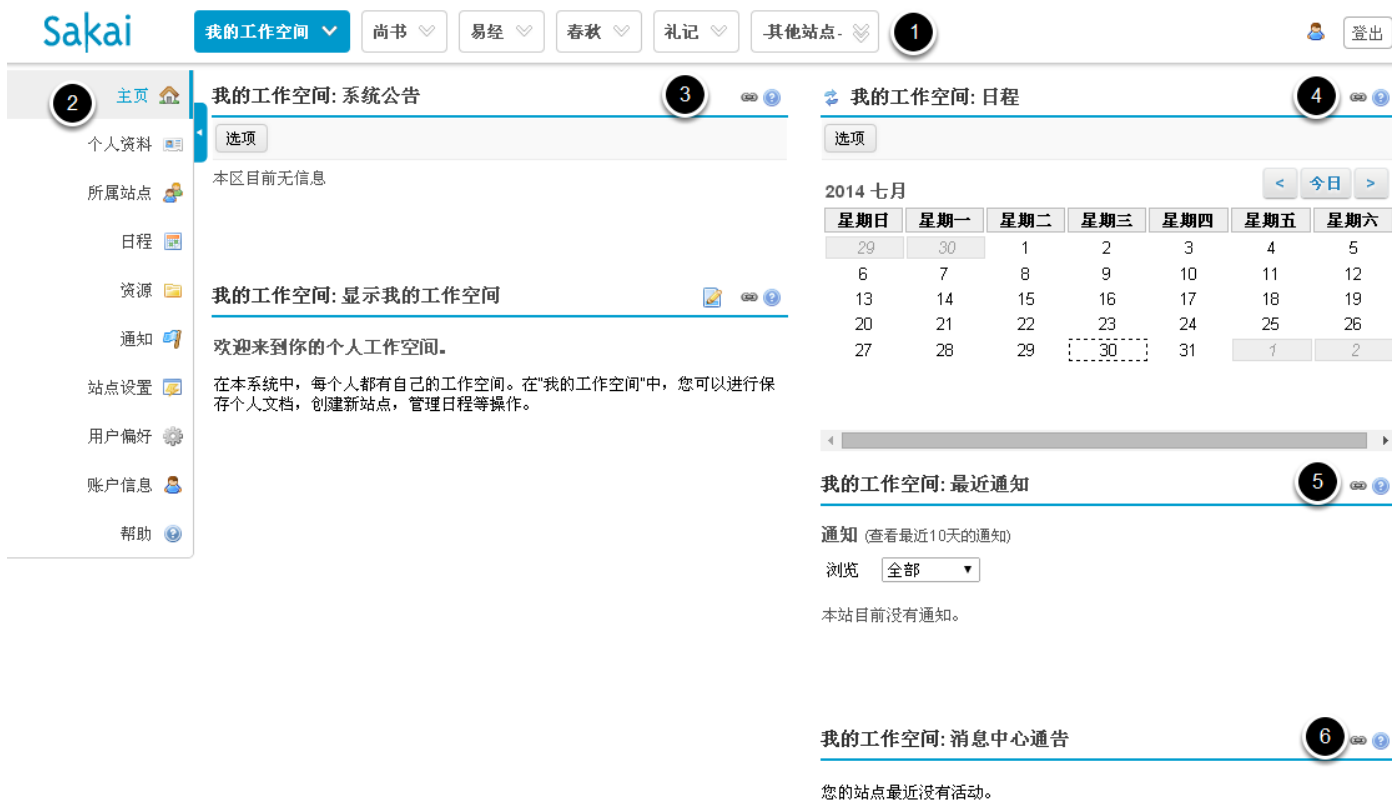 Sakai
我的工作空间 尚书 易经 春秋 礼记 -其他站点- 1
登出
2 主页
个人资料
所属站点
日程
资源
通知
站点设置
用户偏好
账户信息
帮助
我的工作空间: 系统公告 3
选项
本区目前无信息
我的工作空间: 显示我的工作空间
欢迎来到你的个人工作空间.
在本系统中，每个人都有自己的工作空间。在"我的工作空间"中，您可以进行保
存个人文档，创建新站点，管理日程等操作。
我的工作空间: 日程 4
选项
2014 七月 < 今日 >
星期日 星期一 星期二 星期三 星期四 星期五 星期六
29 30 1 2 3 4 5
6 7 8 9 10 11 12
13 14 15 16 17 18 19
20 21 22 23 24 25 26
27 28 29 30 31 1 2
我的工作空间: 最近通知 5
通知 (查看最近10天的通知)
浏览 全部
本站目前没有通知。
我的工作空间: 消息中心通告 6
您的站点最近没有活动。